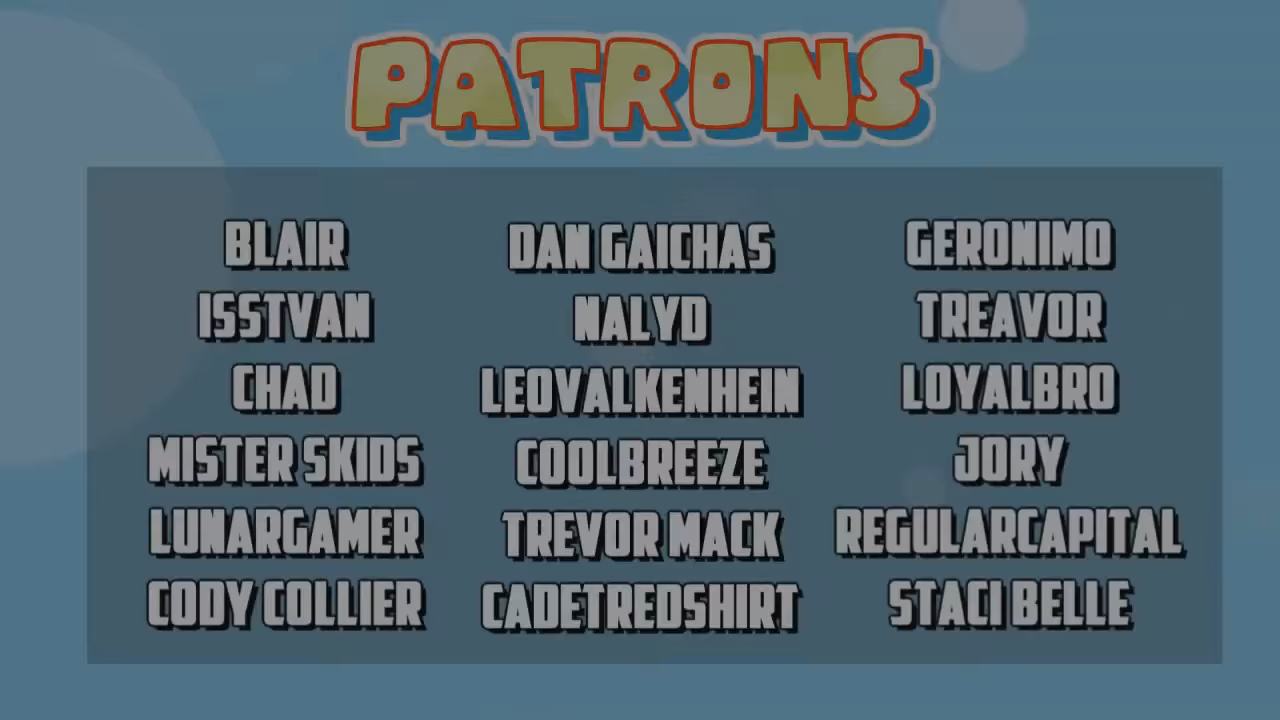 PATRONS
BLAIR
ISSTVAN
CHAD
MISTER SKIDS
LUNARGAMER
CODY COLLIER
DAN GAICHAS
NALYD
LEOVALKENHEIN
COOLBREEZE
TREVOR MACK
CADETREDSHIRT
GERONIMO
TREAVOR
LOYALBRO
JORY
REGULARCAPITAL
STACI BELLE